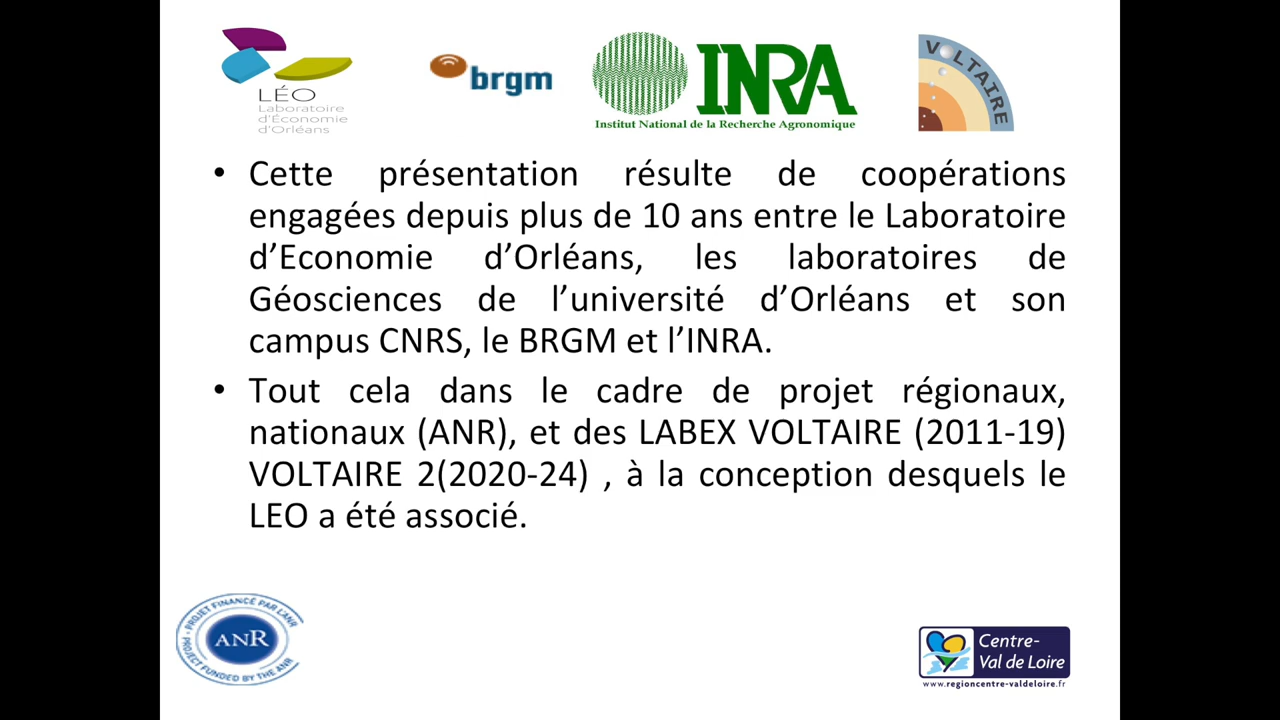 LÉO
Laboratoire
d'Économie
d'Orléans
brgm
INRA
Institut National de la Recherche Agronomique
VOLTAIRE
• Cette présentation résulte de coopérations
engagées depuis plus de 10 ans entre le Laboratoire
d’Economie d’Orléans, les laboratoires de
Géosciences de l’université d’Orléans et son
campus CNRS, le BRGM et l’INRA.
• Tout cela dans le cadre de projet régionaux,
nationaux (ANR), et des LABEX VOLTAIRE (2011-19)
VOLTAIRE 2(2020-24) , à la conception desquels le
LEO a été associé.
PROJET FINANCÉ PAR L'ANR
ANR
PROJECT FUNDED BY THE ANR
Centre-
Val de Loire
www.regioncentre-valdeloire.fr